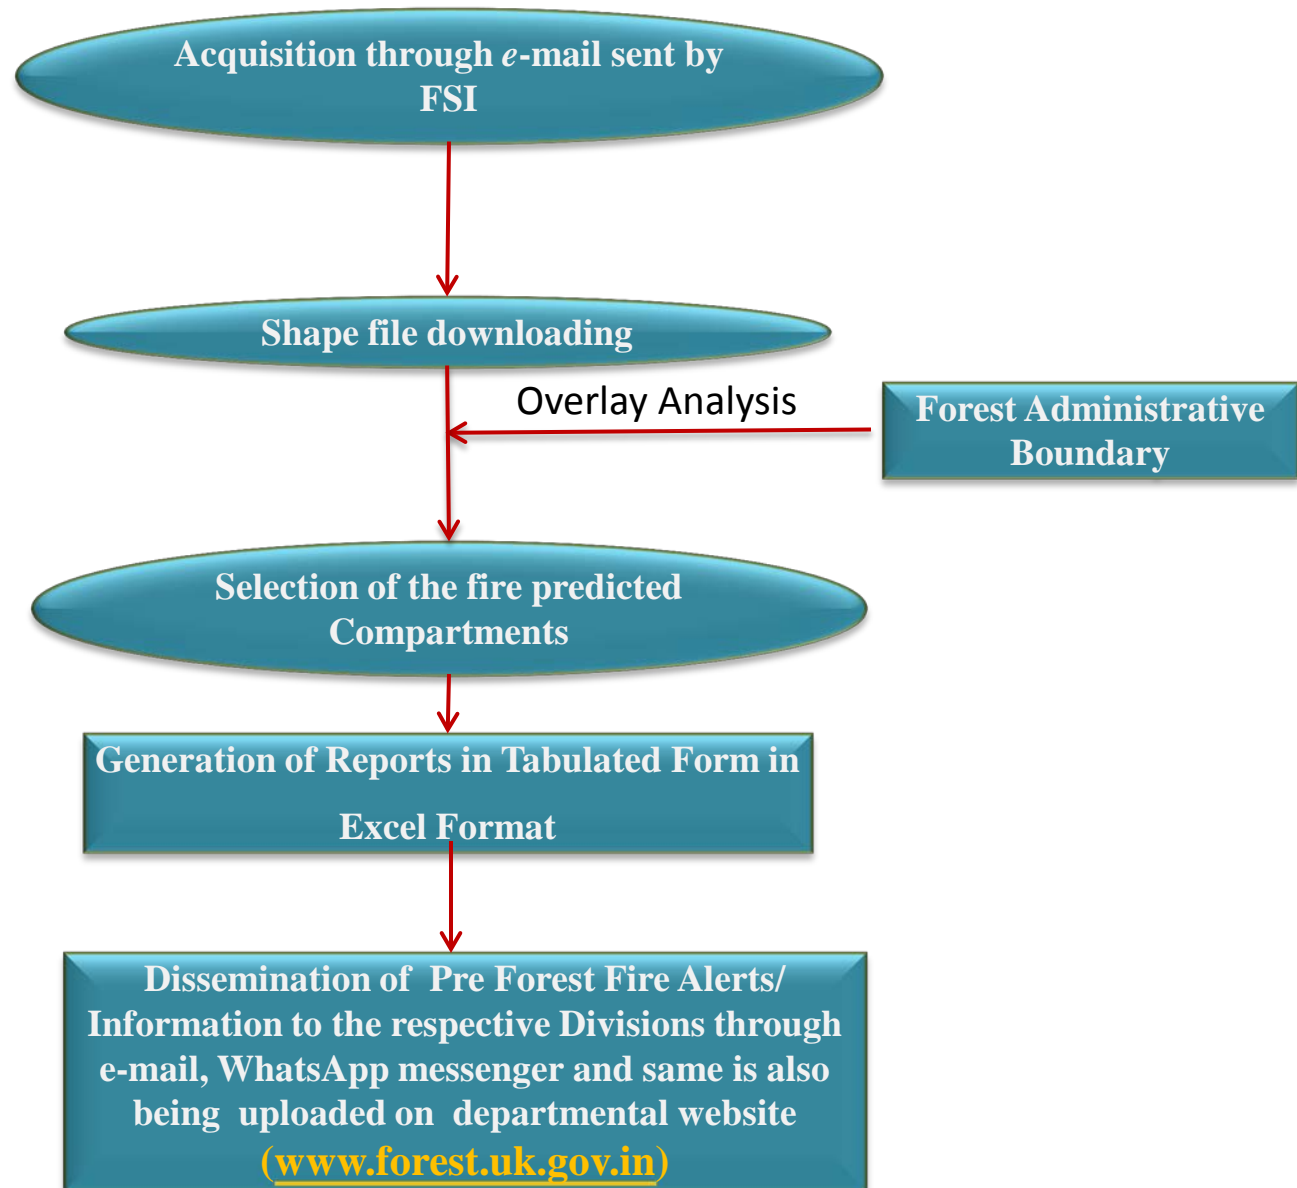 Acquisition through e-mail sent by
FSI
Shape file downloading
Overlay Analysis
Forest Administrative
Boundary
Selection of the fire predicted
Compartments
Generation of Reports in Tabulated Form in
Excel Format
Dissemination of Pre Forest Fire Alerts/
Information to the respective Divisions through
e-mail, WhatsApp messenger and same is also
being uploaded on departmental website
(www.forest.uk.gov.in)